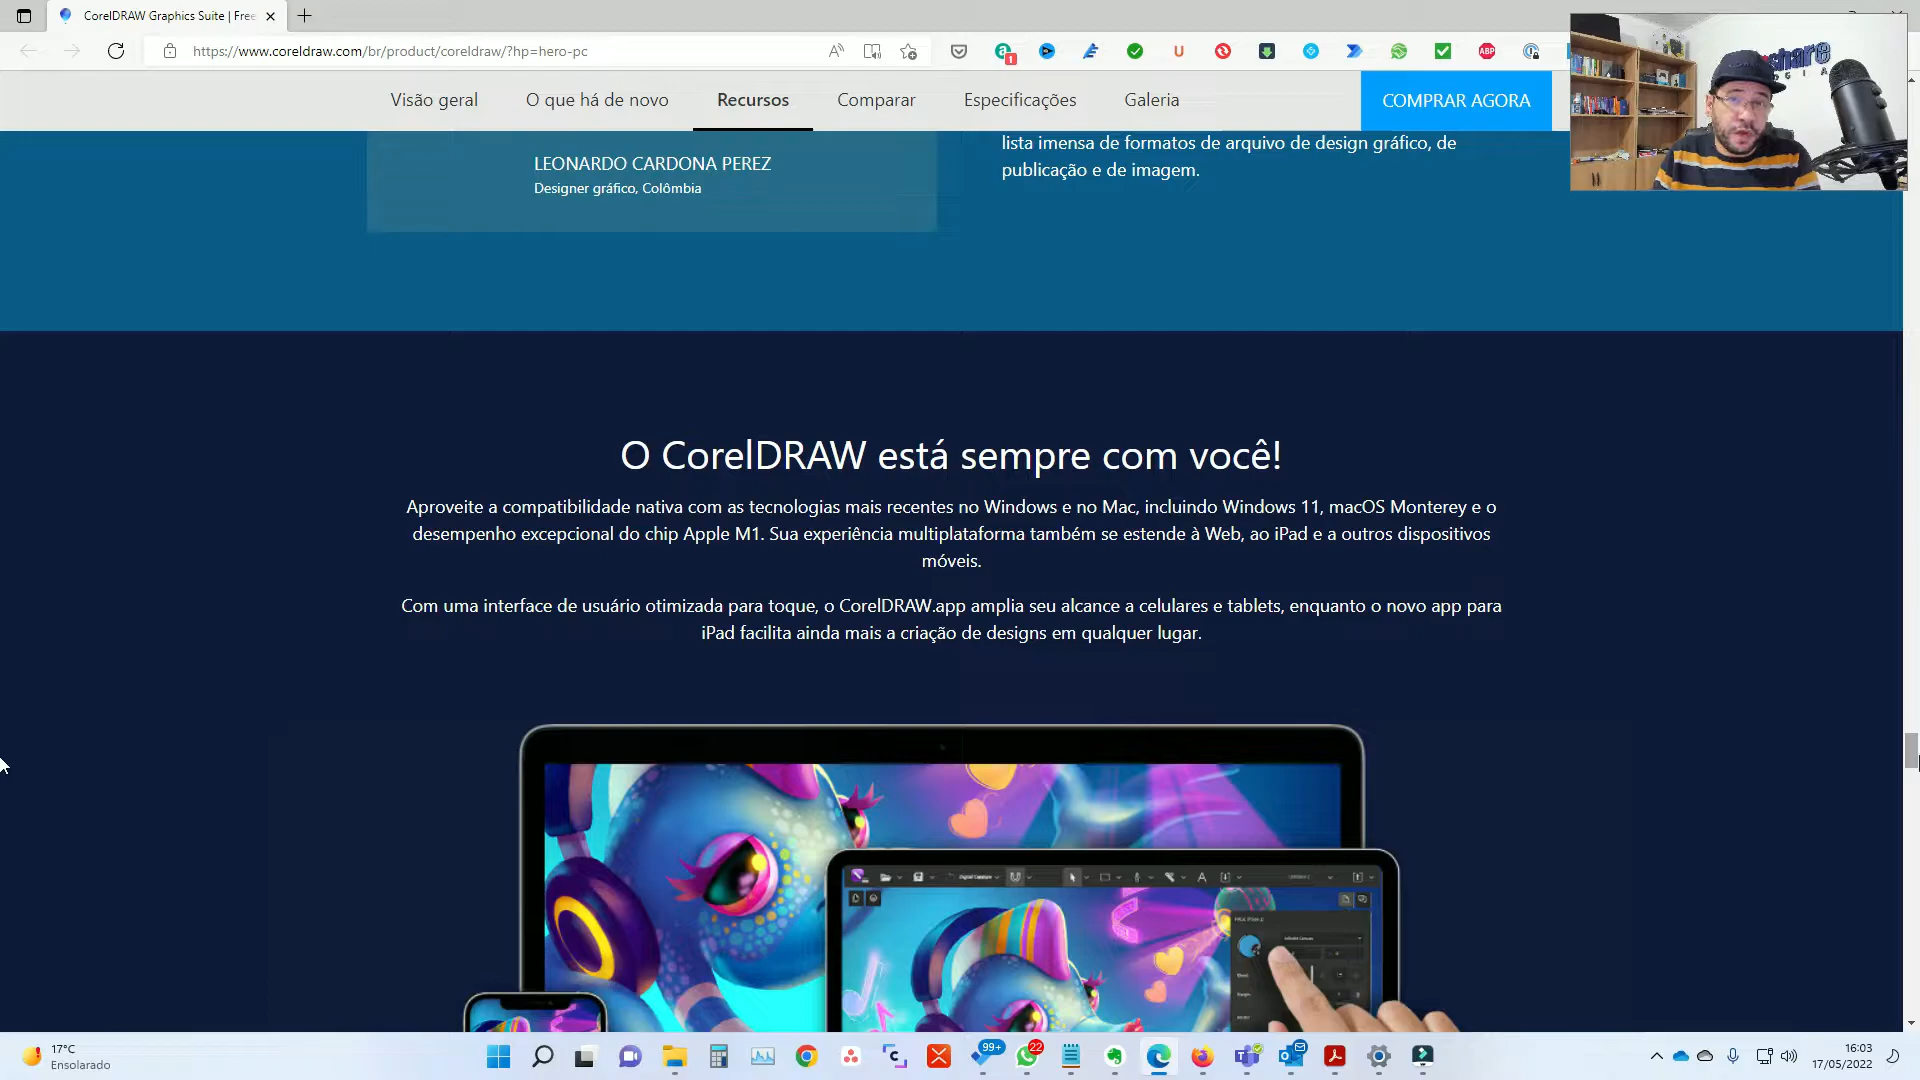 CorelDRAW Graphics Suite | Free
https://www.coreldraw.com/br/product/coreldraw/?hp=hero-pc
1
ABP
Visão geral
O que há de novo
Recursos
Comparar
Especificações
Galeria
COMPRAR AGORA
share
LEONARDO CARDONA PEREZ
Designer gráfico, Colômbia
lista imensa de formatos de arquivo de design gráfico, de
publicação e de imagem.
O CorelDRAW está sempre com você!
Aproveite a compatibilidade nativa com as tecnologias mais recentes no Windows e no Mac, incluindo Windows 11, macOS Monterey e o
desempenho excepcional do chip Apple M1. Sua experiência multiplataforma também se estende à Web, ao iPad e a outros dispositivos
móveis.
Com uma interface de usuário otimizada para toque, o CorelDRAW.app amplia seu alcance a celulares e tablets, enquanto o novo app para
iPad facilita ainda mais a criação de designs em qualquer lugar.
17°C
Ensolarado
99+
22
16:03
17/05/2022